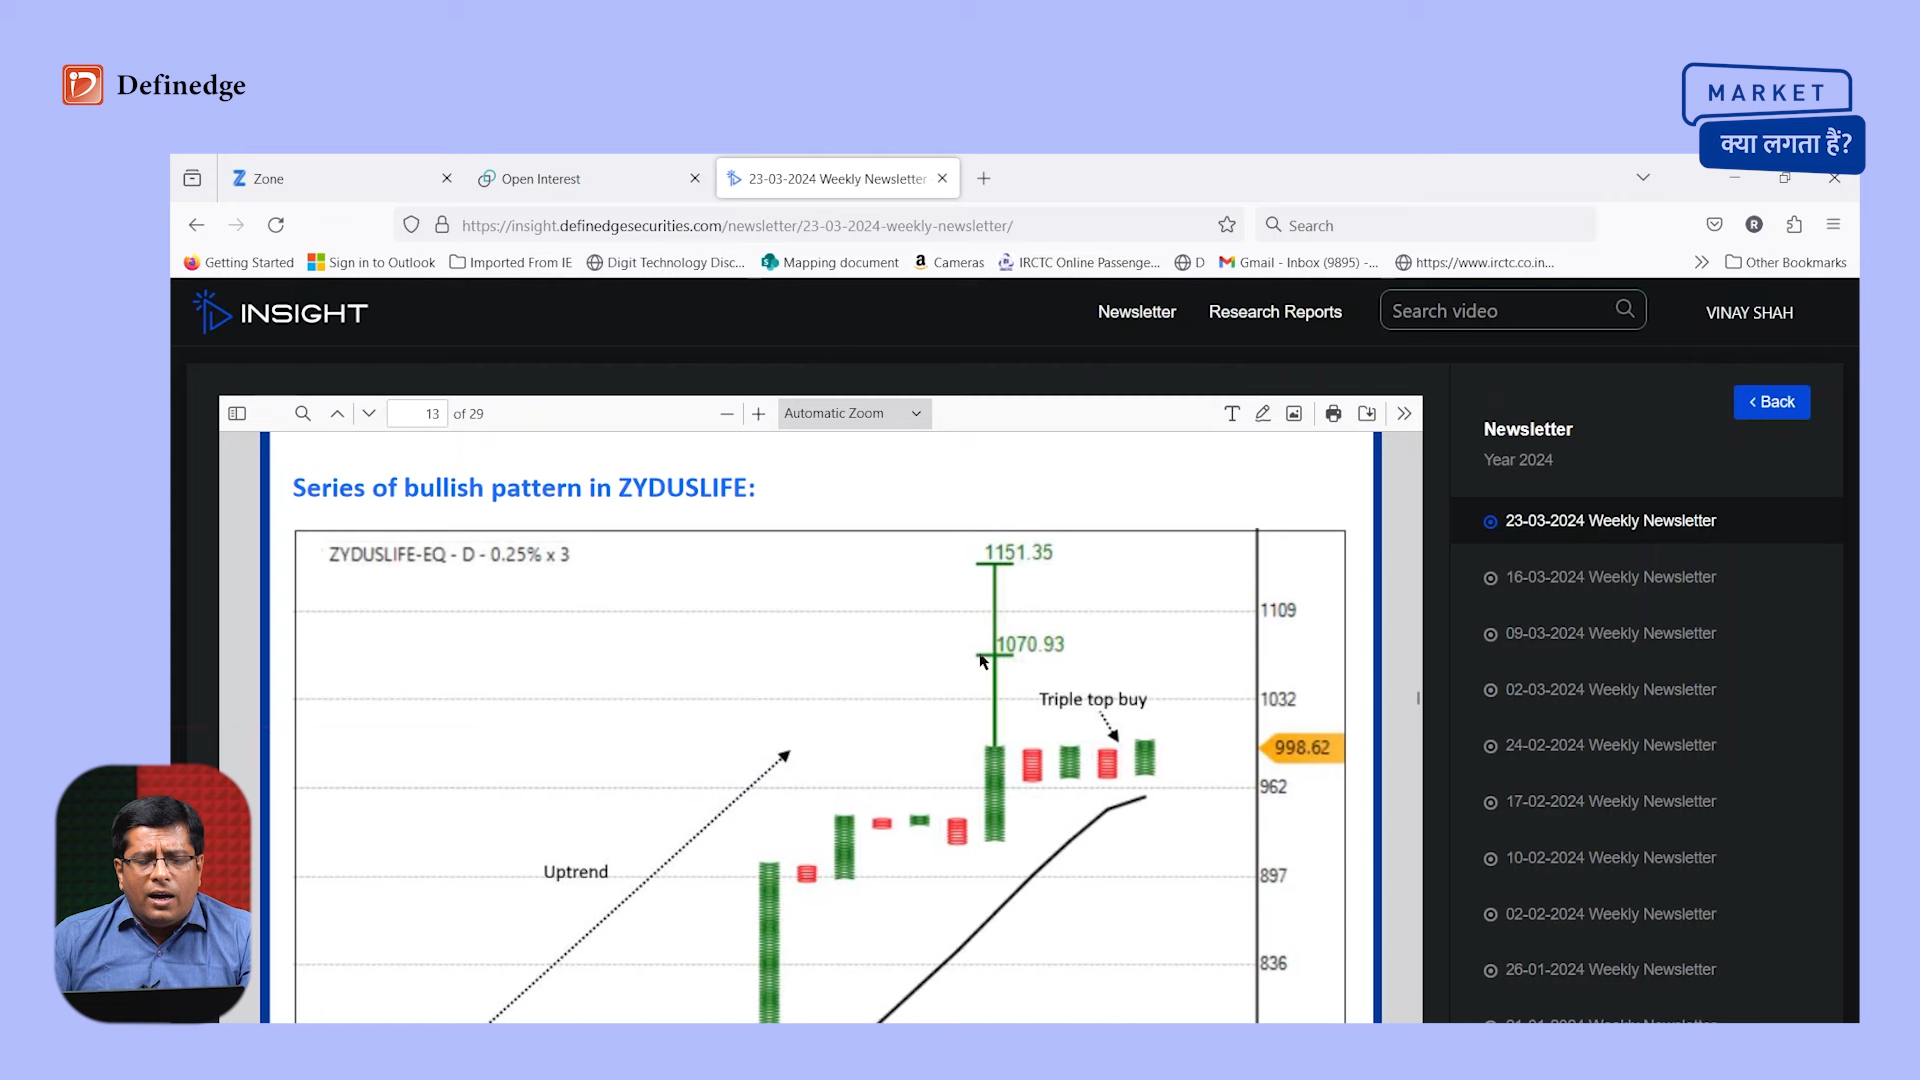 Definedge
MARKET
क्या लगता हैं?
Zone
Open Interest
23-03-2024 Weekly Newsletter
https://insight.definedgesecurities.com/newsletter/23-03-2024-weekly-newsletter/
Search
R
Getting Started
Sign in to Outlook
Imported From IE
Digit Technology Disc...
Mapping document
Cameras
IRCTC Online Passenge...
D
Gmail - Inbox (9895) -...
https://www.irctc.co.in...
Other Bookmarks
INSIGHT
Newsletter
Research Reports
Search video
VINAY SHAH
13 of 29
Automatic Zoom
< Back
Newsletter
Year 2024
23-03-2024 Weekly Newsletter
16-03-2024 Weekly Newsletter
09-03-2024 Weekly Newsletter
02-03-2024 Weekly Newsletter
24-02-2024 Weekly Newsletter
17-02-2024 Weekly Newsletter
10-02-2024 Weekly Newsletter
02-02-2024 Weekly Newsletter
26-01-2024 Weekly Newsletter
Series of bullish pattern in ZYDUSLIFE:
ZYDUSLIFE-EQ - D - 0.25% x 3
1151.35
1109
1070.93
1032
Triple top buy
998.62
962
Uptrend
897
836